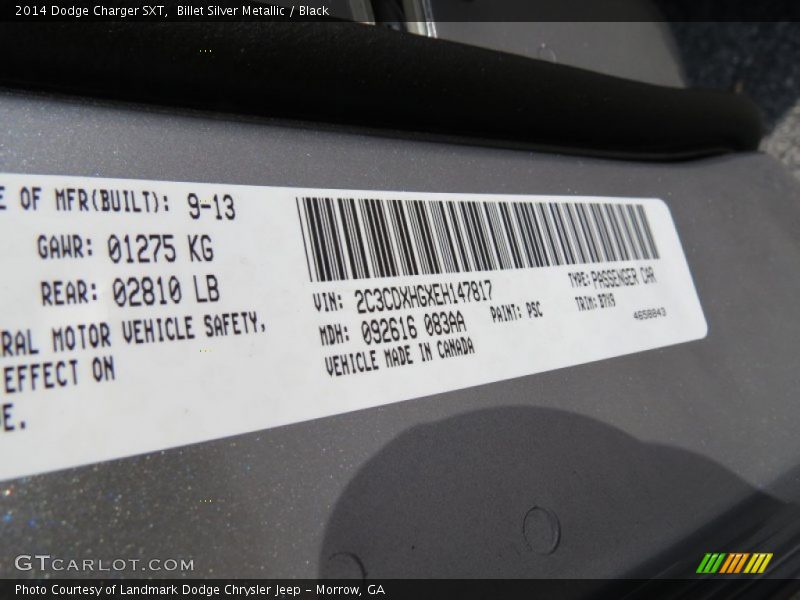 2014 Dodge Charger SXT,  Billet Silver Metallic / Black
E OF MFR(BUILT): 9-13
GAWR: 01275 KG
REAR: 02810 LB
RAL MOTOR VEHICLE SAFETY,
EFFECT ON
E.
VIN: 2C3CDXHGXEH147817
TYPE: PASSENGER CAR
MDH: 092616 083AA
PAINT: PSC
TRIM:
4658843
VEHICLE MADE IN CANADA
GTCARLOT.COM
Photo Courtesy of Landmark Dodge Chrysler Jeep – Morrow, GA